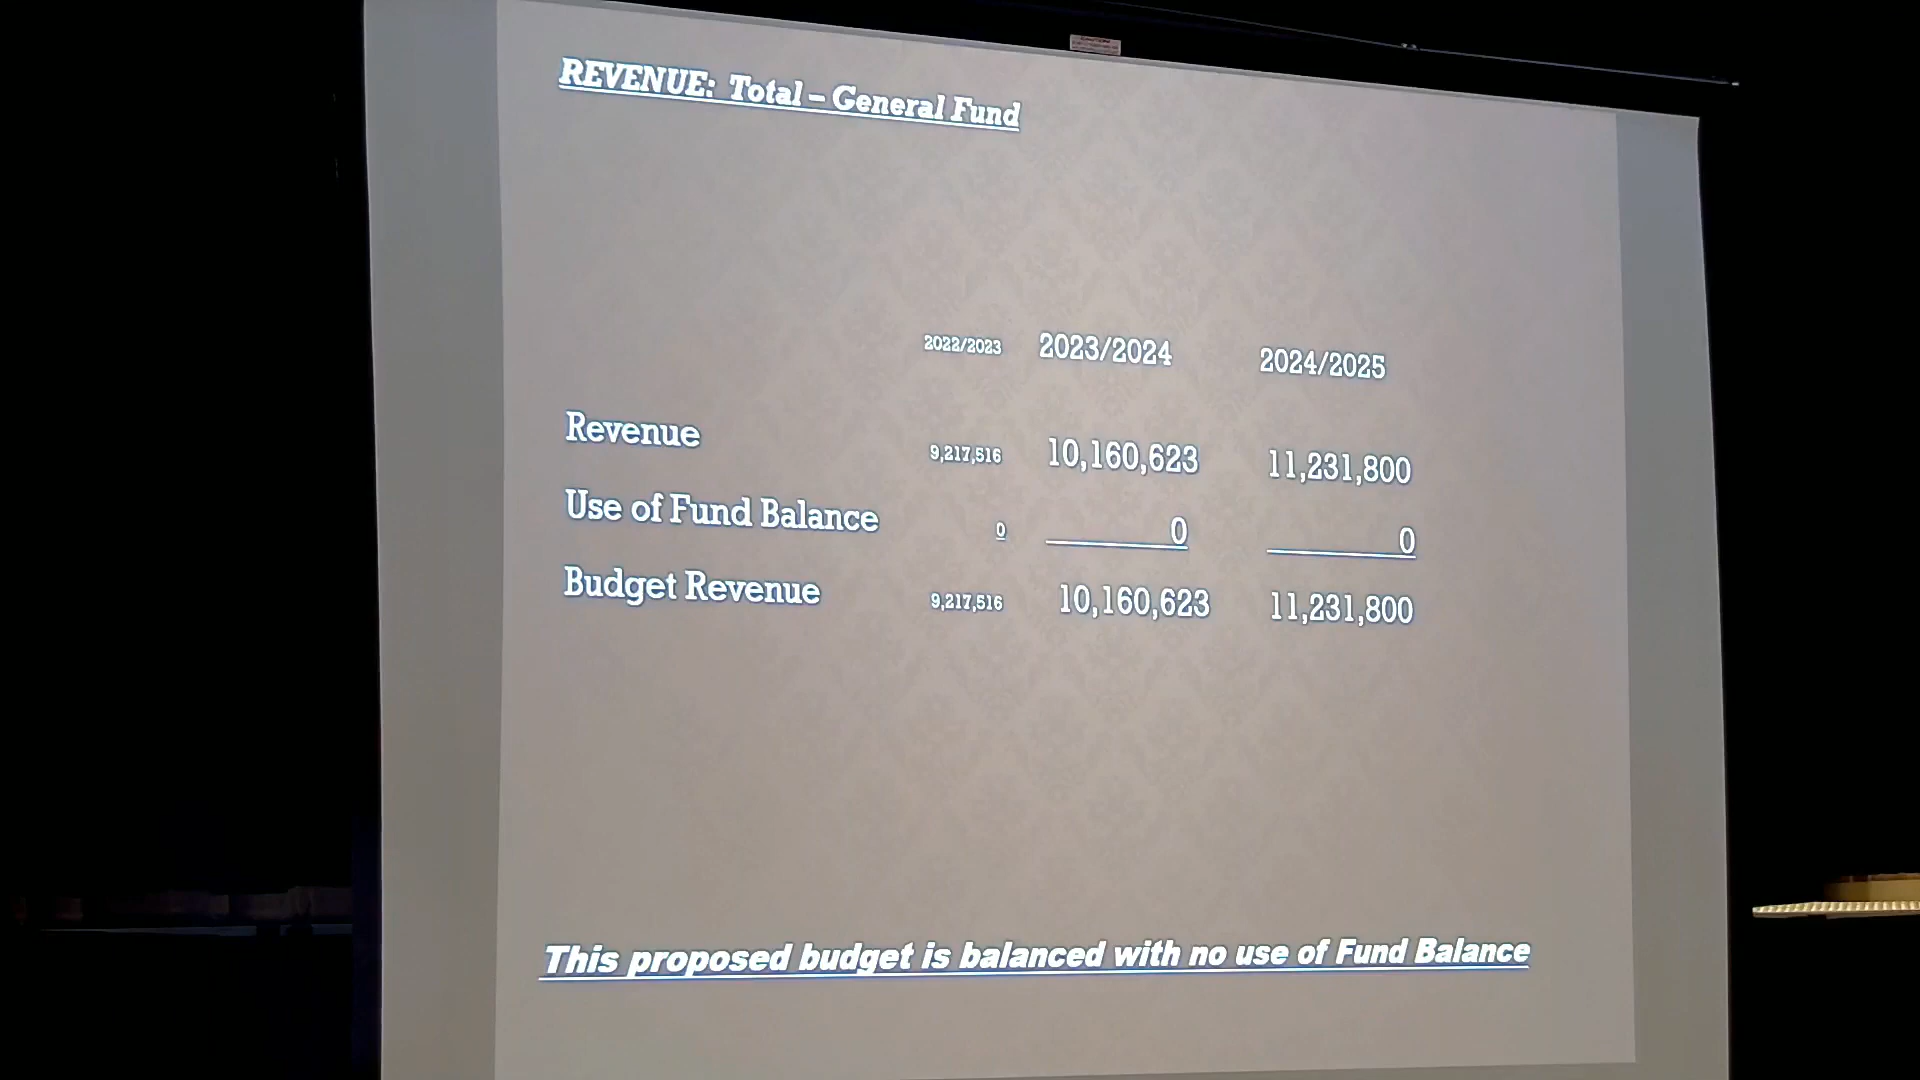 REVENUE: Total – General Fund
2022/2023 2023/2024 2024/2025
Revenue 9,217,516 10,160,623 11,231,800
Use of Fund Balance 0 0 0
Budget Revenue 9,217,516 10,160,623 11,231,800
This proposed budget is balanced with no use of Fund Balance